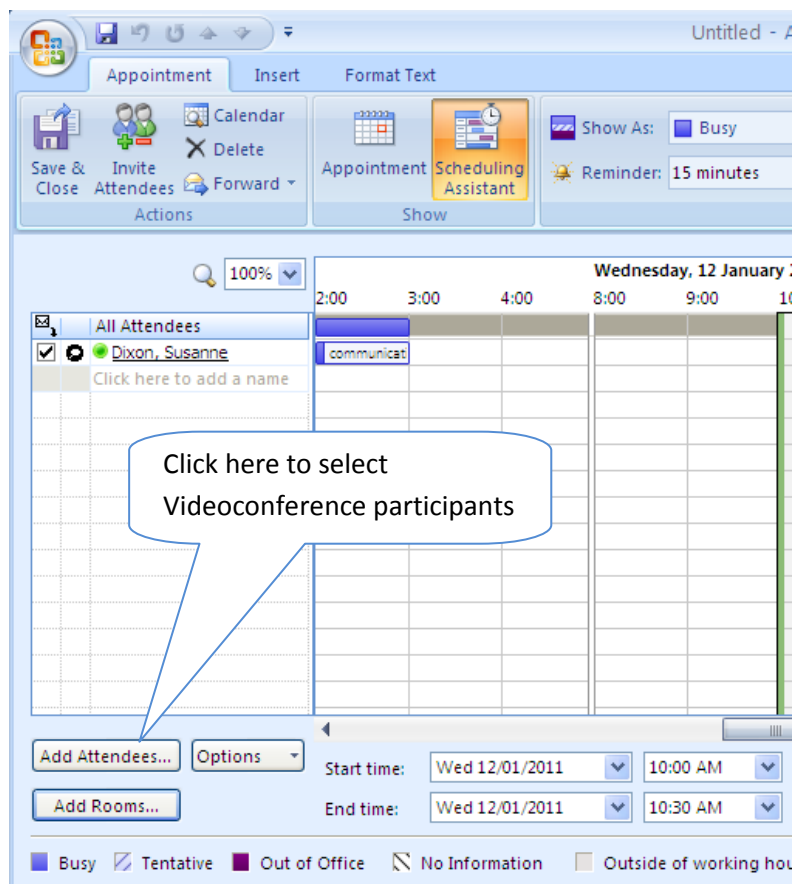 Untitled - A
Appointment Insert Format Text
Save & Close
Invite Attendees
Calendar
Delete
Forward
Actions
Appointment
Scheduling Assistant
Show
Show As: Busy
Reminder: 15 minutes
100%
Wednesday, 12 January 2
2:00 3:00 4:00 8:00 9:00 10
All Attendees
Dixon, Susanne
communicat
Click here to add a name
Click here to select
Videoconference participants
Add Attendees... Options
Add Rooms...
Start time: Wed 12/01/2011 10:00 AM
End time: Wed 12/01/2011 10:30 AM
Busy Tentative Out of Office No Information Outside of working hou